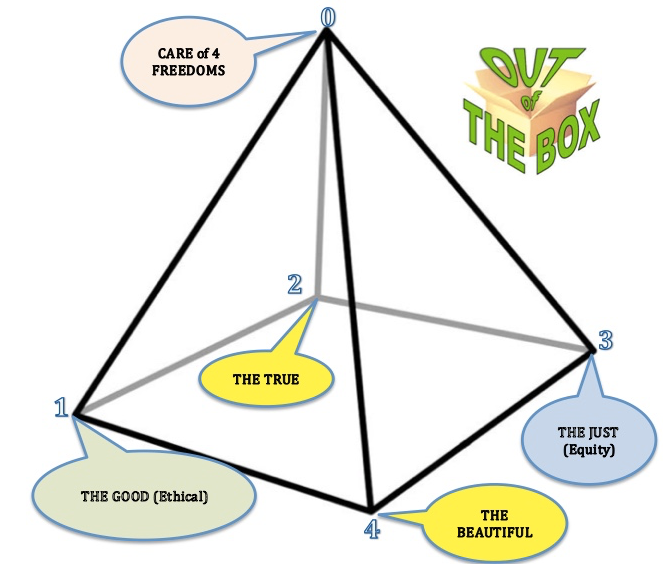 0
CARE of 4
FREEDOMS
OUT
of
THE BOX
2
THE TRUE
3
1
THE JUST
(Equity)
THE GOOD (Ethical)
THE
BEAUTIFUL
4